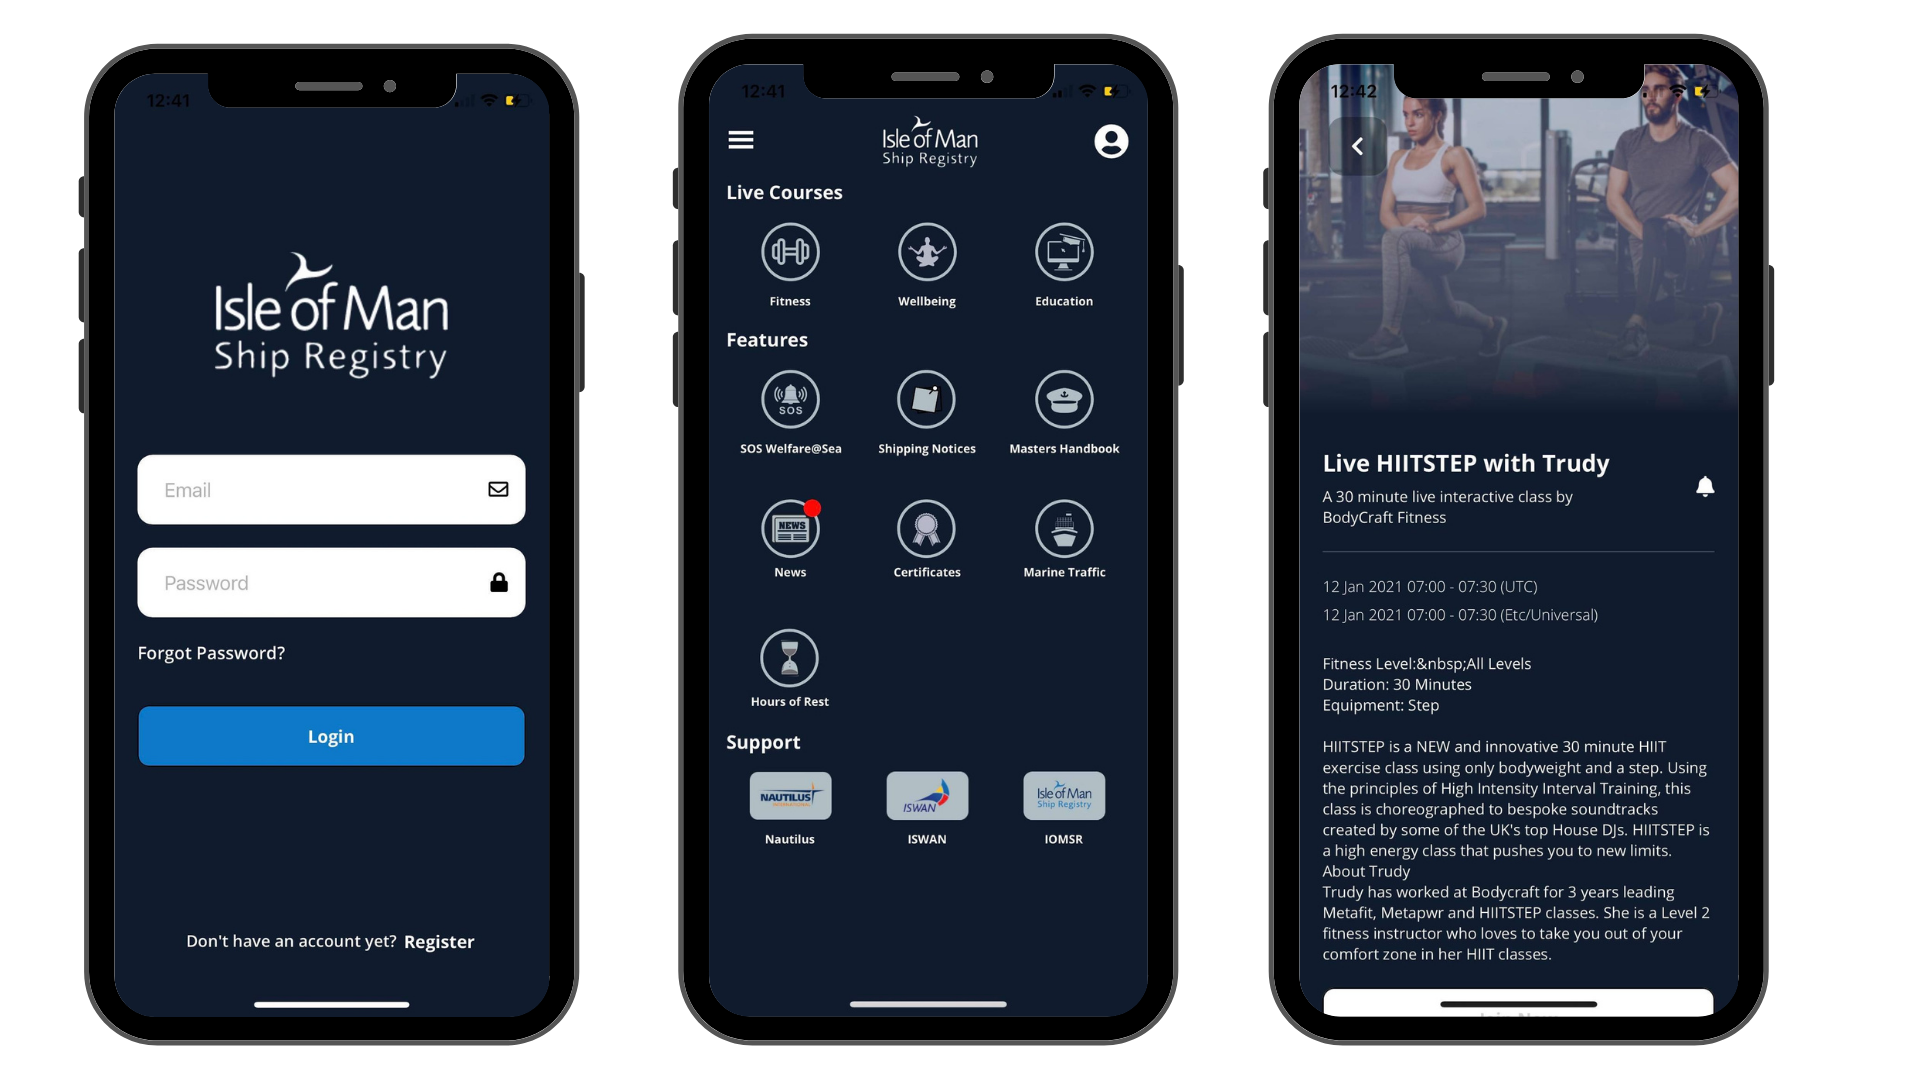 12:41
Isle of Man
Ship Registry
Email
Password
Forgot Password?
Login
Don't have an account yet? Register
12:41
Isle of Man
Ship Registry
Live Courses
Fitness
Wellbeing
Education
Features
SOS
SOS Welfare@Sea
Shipping Notices
Masters Handbook
NEWS
News
Certificates
Marine Traffic
Hours of Rest
Support
NAUTILUS
ISWAN
Isle of Man
Ship Registry
Nautilus
ISWAN
IOMSR
12:42
Live HIITSTEP with Trudy
A 30 minute live interactive class by
BodyCraft Fitness
12 Jan 2021 07:00 - 07:30 (UTC)
12 Jan 2021 07:00 - 07:30 (Etc/Universal)
Fitness Level:&nbsp;All Levels
Duration: 30 Minutes
Equipment: Step
HIITSTEP is a NEW and innovative 30 minute HIIT
exercise class using only bodyweight and a step. Using
the principles of High Intensity Interval Training, this
class is choreographed to bespoke soundtracks
created by some of the UK's top House DJs. HIITSTEP is
a high energy class that pushes you to new limits.
About Trudy
Trudy has worked at Bodycraft for 3 years leading
Metafit, Metapwr and HIITSTEP classes. She is a Level 2
fitness instructor who loves to take you out of your
comfort zone in her HIIT classes.